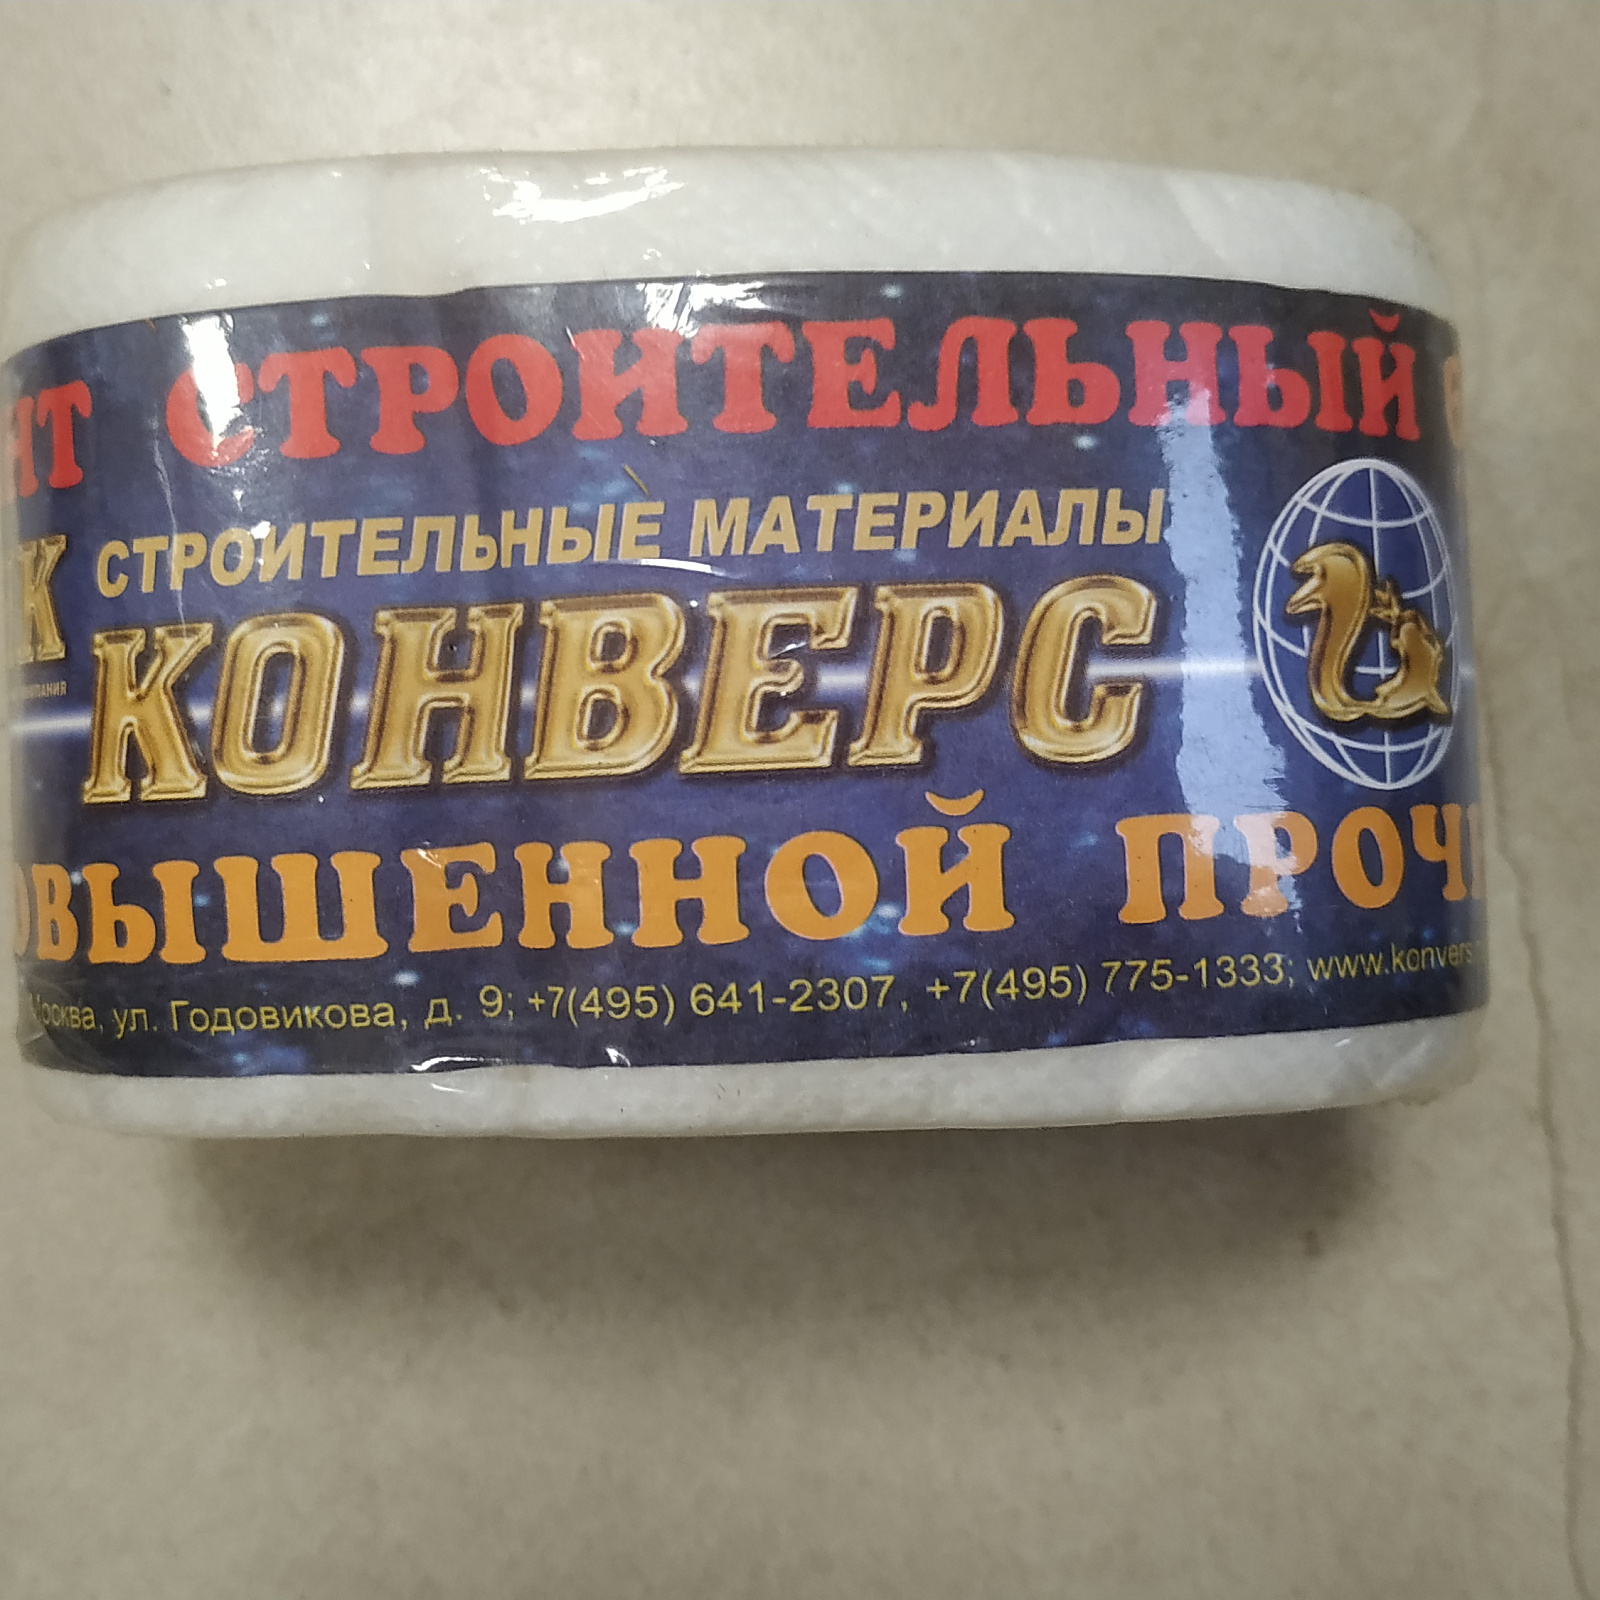 СТРОИТЕЛЬНЫЙ
СТРОИТЕЛЬНЫЕ МАТЕРИАЛЫ
КОНВЕРС
ОВЫШЕННОЙ ПРОЧ
Москва, ул. Годовикова, д. 9; +7(495) 641-2307, +7(495) 775-1333; www.konvers